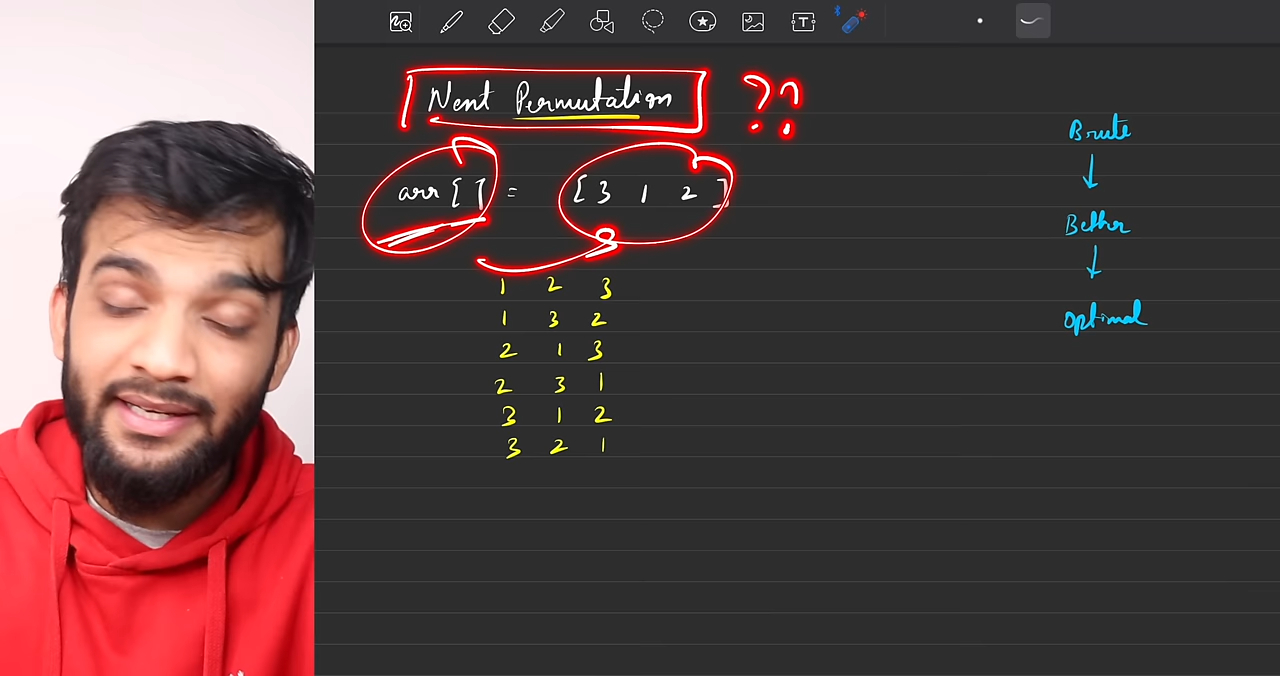 Next Permutation ??
arr [ ] = [ 3 1 2 ]
1 2 3
1 3 2
2 1 3
2 3 1
3 1 2
3 2 1
Brute
↓
Better
↓
Optimal